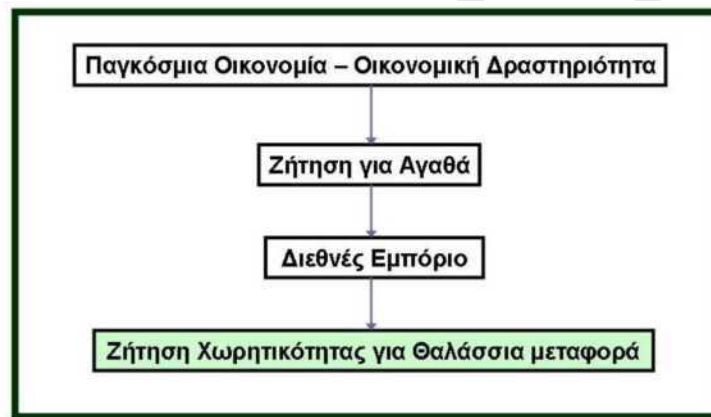 Παγκόσμια Οικονομία – Οικονομική Δραστηριότητα
Ζήτηση για Αγαθά
Διεθνές Εμπόριο
Ζήτηση Χωρητικότητας για Θαλάσσια μεταφορά